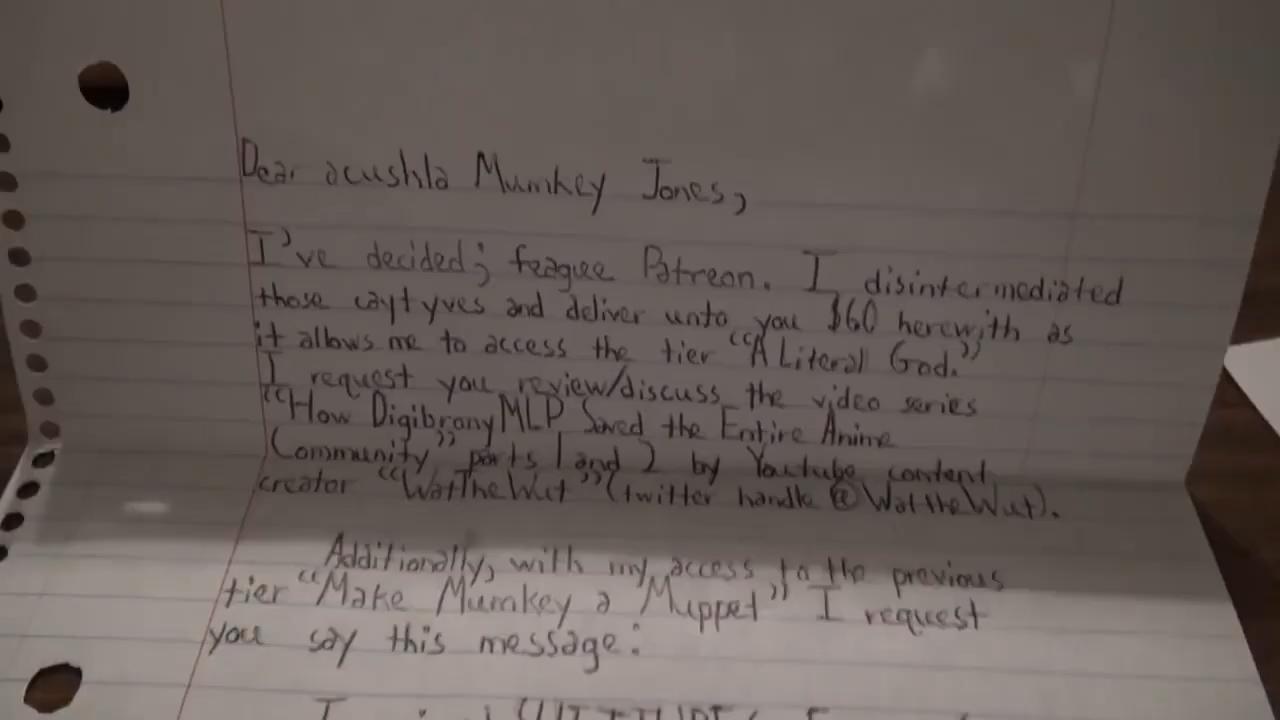 Dear acushla Mumkey Jones,
I've decided; feague Patreon. I disintermediated
those caytyves and deliver unto you $60 herewith as
it allows me to access the tier "A Literal God."
I request you review/discuss the video series
"How DigibronyMLP Saved the Entire Anime
Community" parts 1 and 2 by Youtube content
creator "WatTheWut" (twitter handle @WattheWut).
Additionally, with my access to the previous
tier "Make Mumkey a Muppet" I request
you say this message: